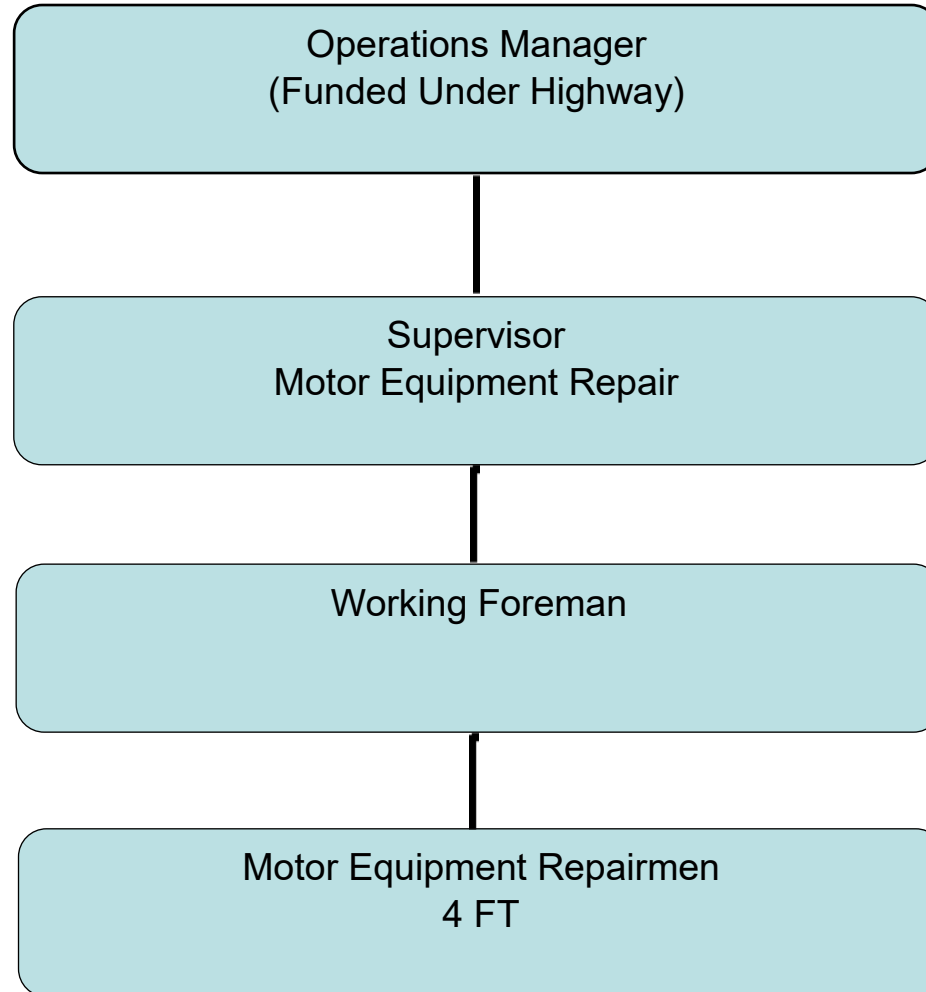 Operations Manager
(Funded Under Highway)
Supervisor
Motor Equipment Repair
Working Foreman
Motor Equipment Repairmen
4 FT